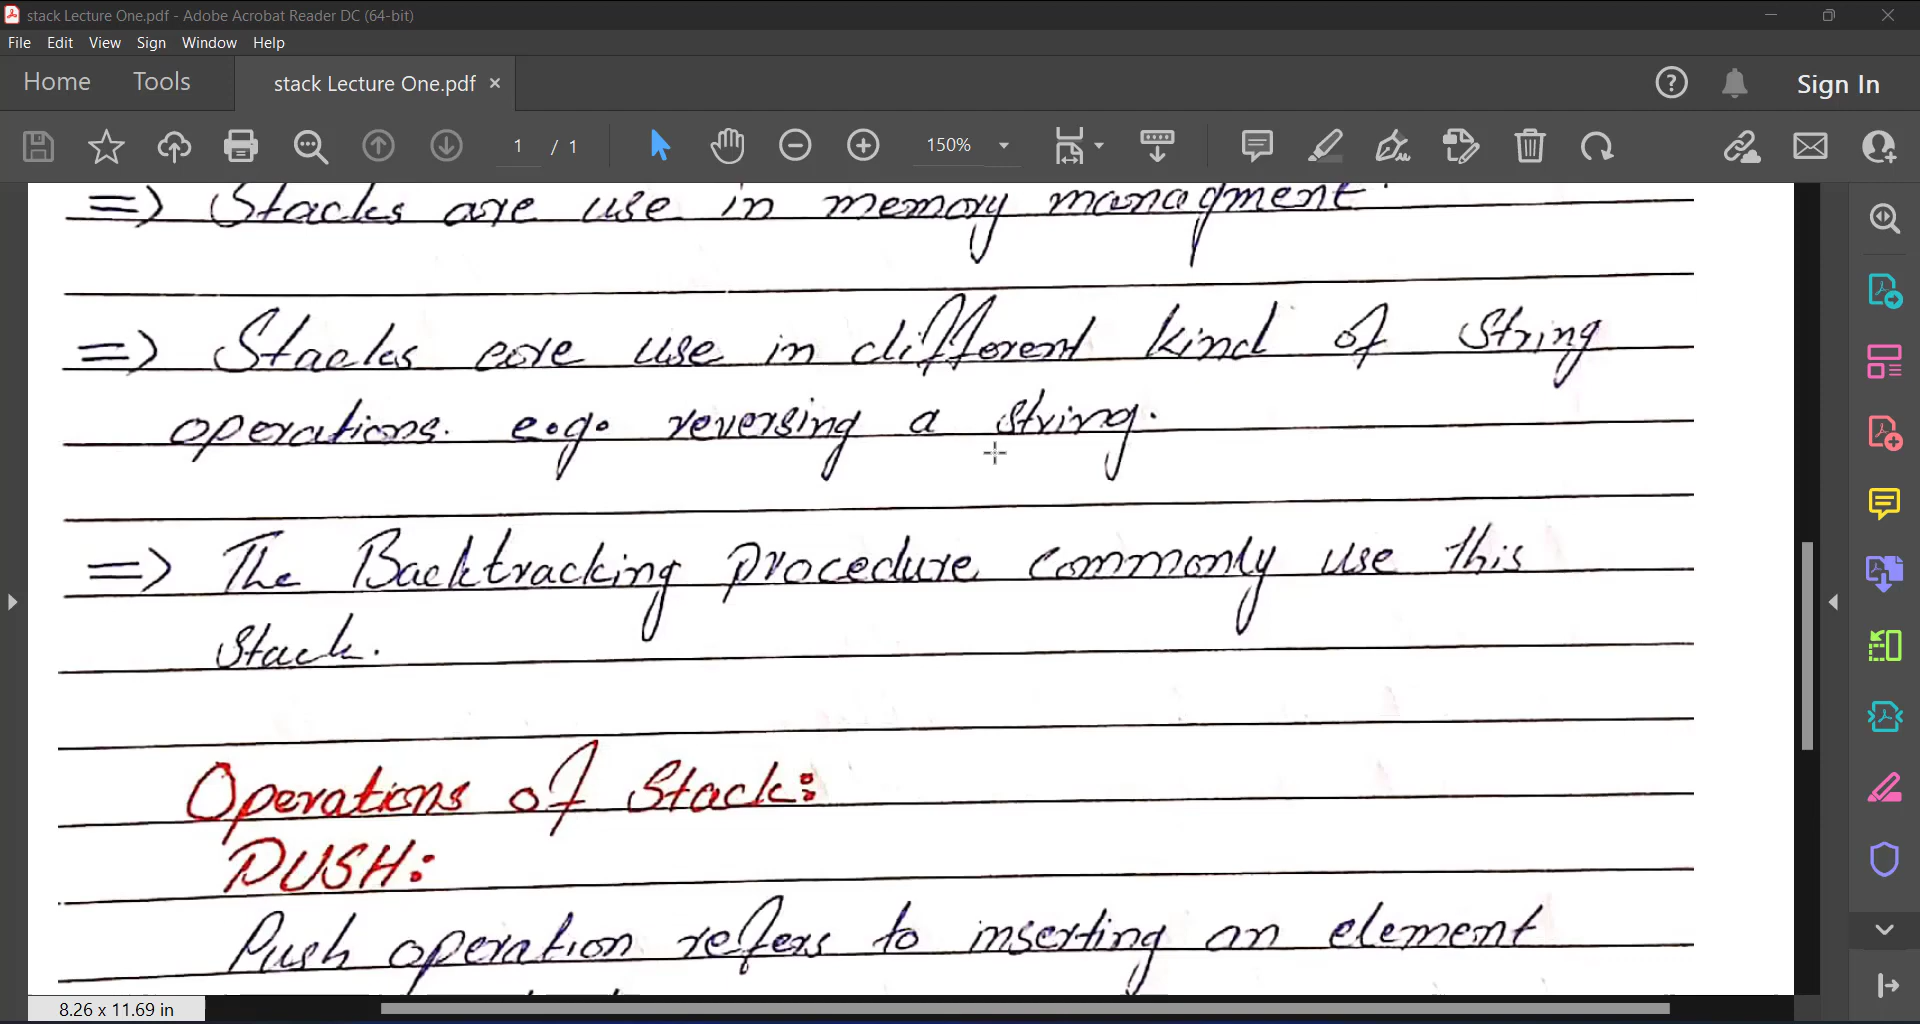 stack Lecture One.pdf - Adobe Acrobat Reader DC (64-bit)
File Edit View Sign Window Help
Home Tools stack Lecture One.pdf × Sign In
1 / 1 150%
=> Stacks are use in memory managment.
=> Stacks are use in different kind of string
operations. e.g. reversing a string.
=> The Backtracking procedure commonly use this
Stack.
Operations of Stack:
PUSH:
Push operation refers to inserting an element
8.26 x 11.69 in